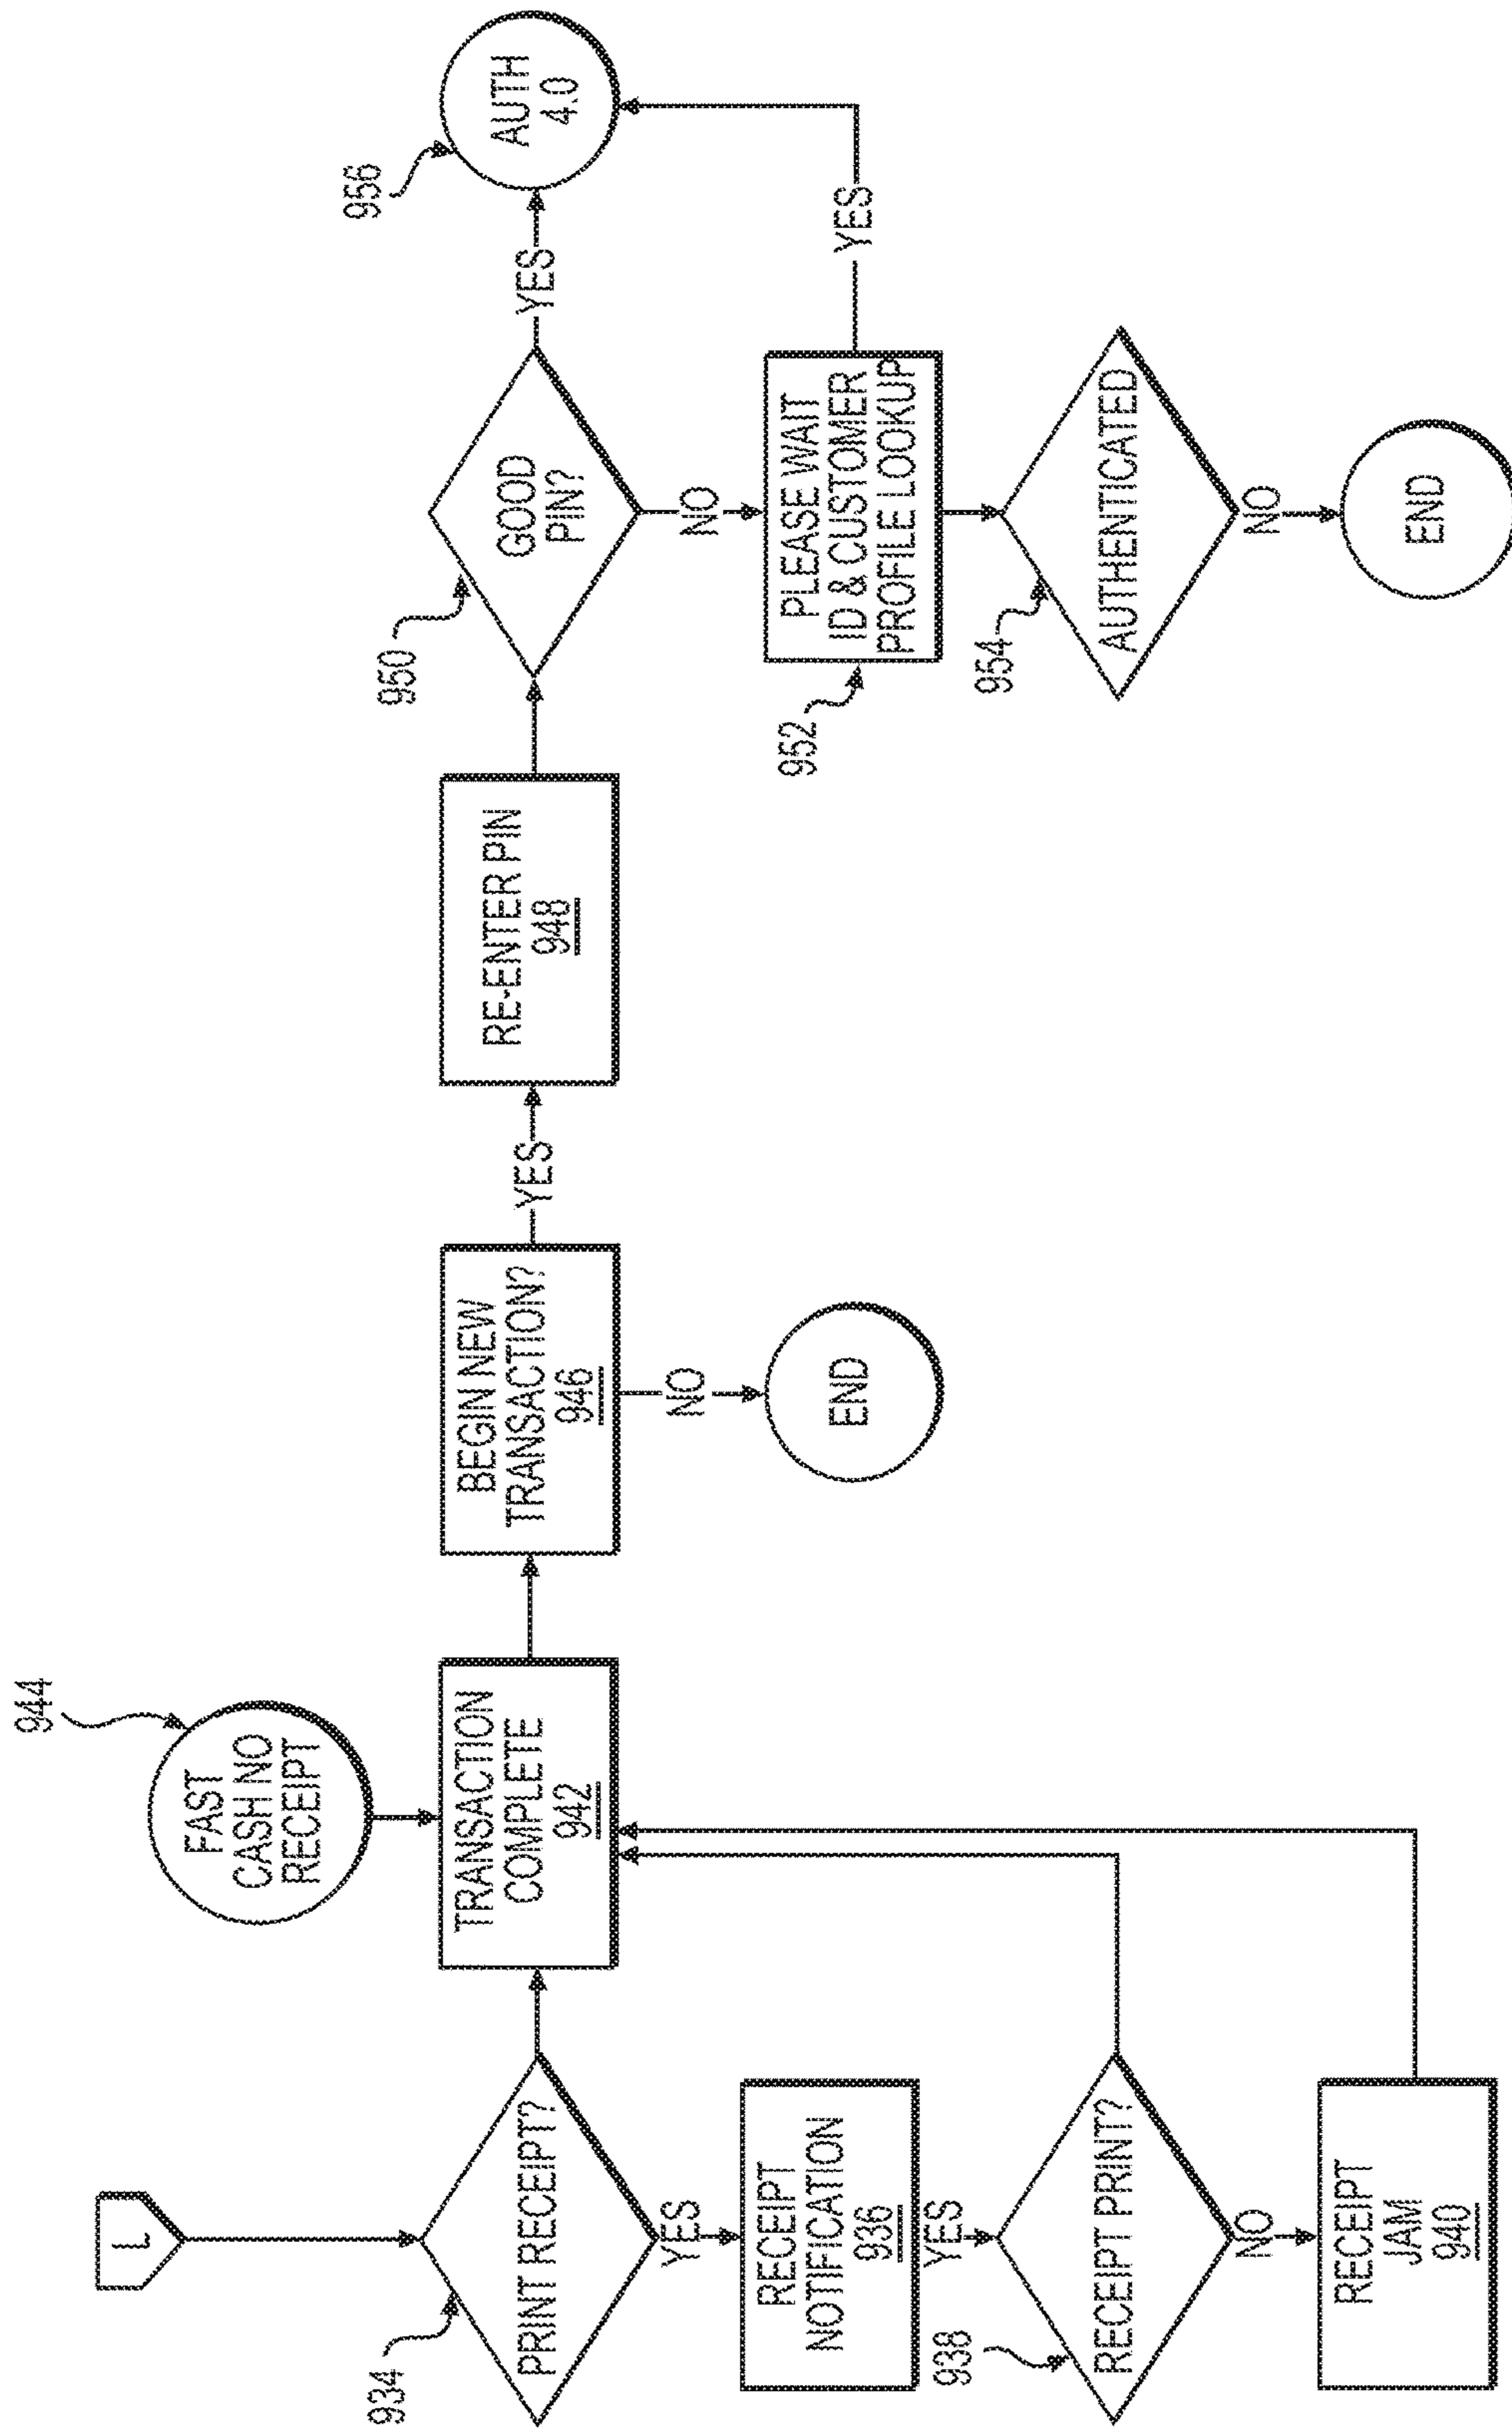 L
934
PRINT RECEIPT?
YES
RECEIPT
NOTIFICATION
936
YES
938
RECEIPT PRINT?
NO
RECEIPT
JAM
940
944
FAST
CASH NO
RECEIPT
TRANSACTION
COMPLETE
942
BEGIN NEW
TRANSACTION?
946
NO
END
YES
RE-ENTER PIN
948
950
GOOD
PIN?
YES
956
AUTH
4.0
NO
952
PLEASE WAIT
ID & CUSTOMER
PROFILE LOOKUP
YES
954
AUTHENTICATED
NO
END